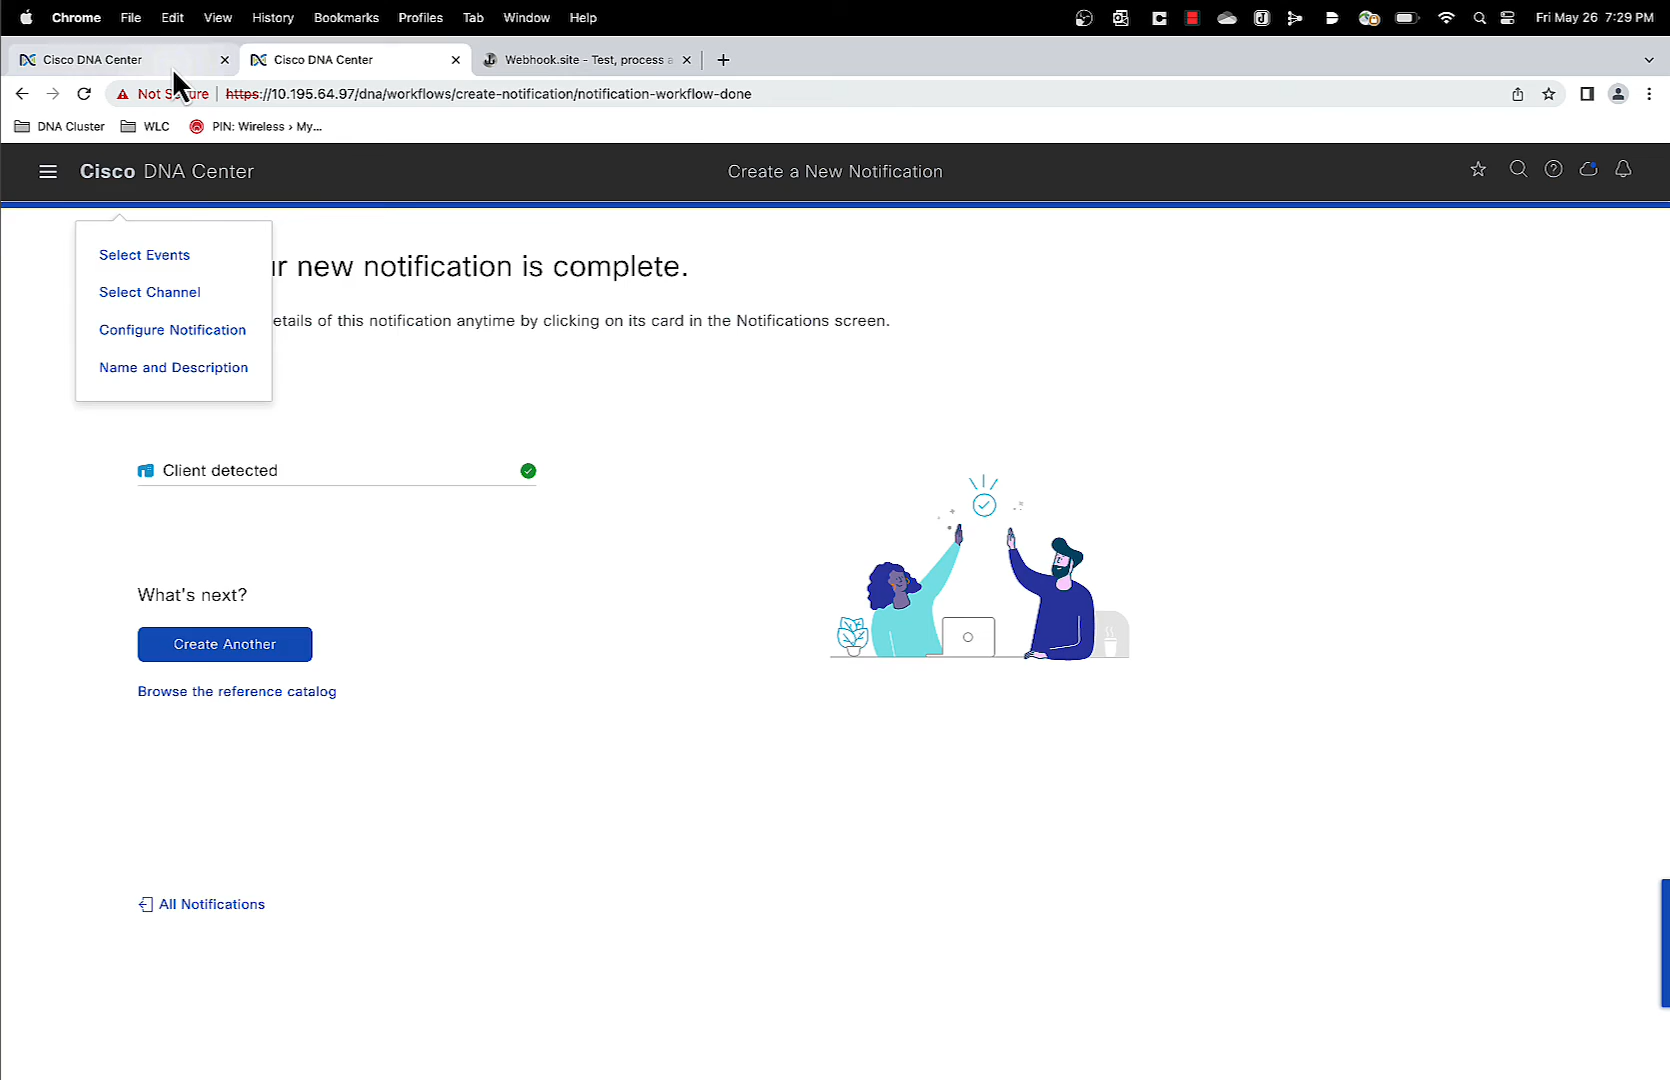 Chrome File Edit View History Bookmarks Profiles Tab Window Help Fri May 26 7:29 PM
Cisco DNA Center Cisco DNA Center Webhook.site - Test, process
Not https://10.195.64.97/dna/workflows/create-notification/notification-workflow-done
DNA Cluster WLC PIN: Wireless › My...
Cisco DNA Center Create a New Notification
Select Events
r new notification is complete.
Select Channel
etails of this notification anytime by clicking on its card in the Notifications screen.
Configure Notification
Name and Description
Client detected
What's next?
Create Another
Browse the reference catalog
All Notifications